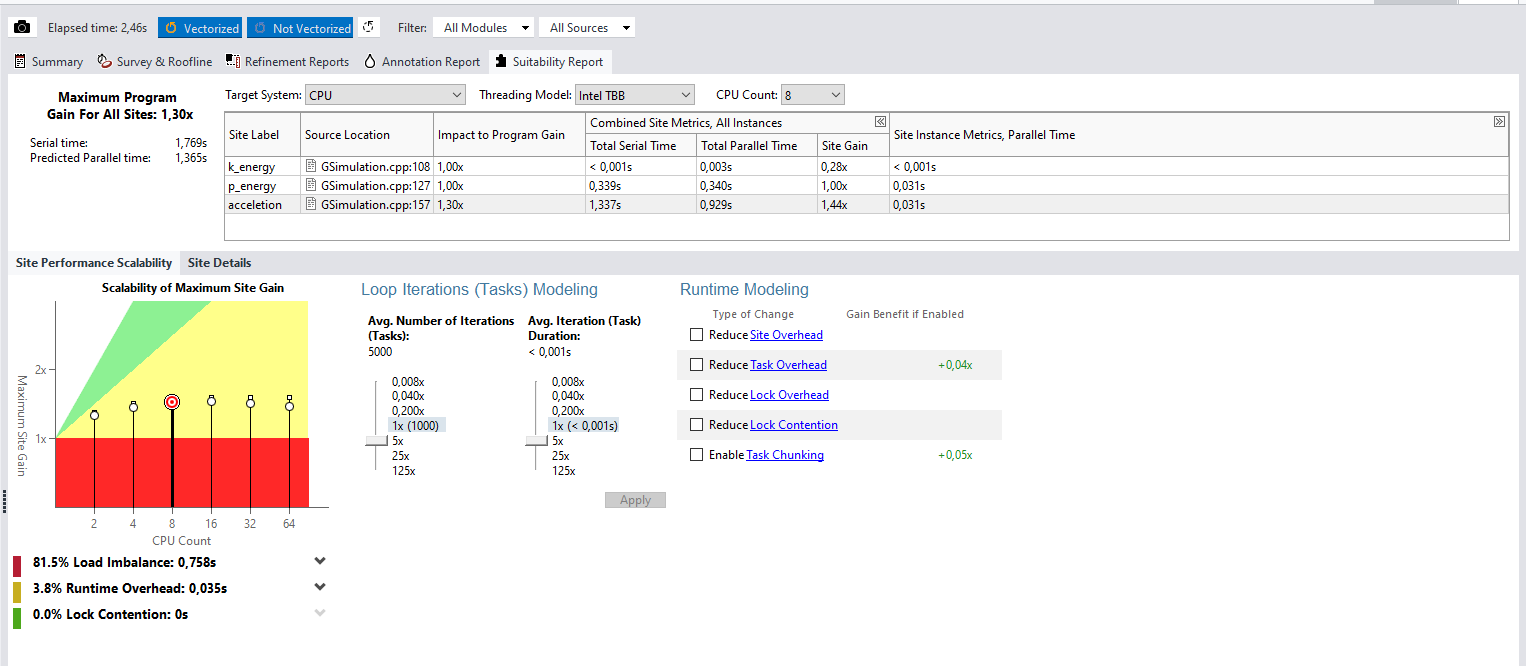 Elapsed time: 2,46s Vectorized Not Vectorized Filter: All Modules All Sources
Summary Survey & Roofline Refinement Reports Annotation Report Suitability Report
Maximum Program
Gain For All Sites: 1,30x
Serial time: 1,769s
Predicted Parallel time: 1,365s
Target System: CPU Threading Model: Intel TBB CPU Count: 8
Site Label Source Location Impact to Program Gain Combined Site Metrics, All Instances Site Instance Metrics, Parallel Time
Total Serial Time Total Parallel Time Site Gain
k_energy GSimulation.cpp:108 1,00x < 0,001s 0,003s 0,28x < 0,001s
p_energy GSimulation.cpp:127 1,00x 0,339s 0,340s 1,00x 0,031s
acceletion GSimulation.cpp:157 1,30x 1,337s 0,929s 1,44x 0,031s
Site Performance Scalability Site Details
Scalability of Maximum Site Gain
Maximum Site Gain
2x
1x
2 4 8 16 32 64
CPU Count
81.5% Load Imbalance: 0,758s
3.8% Runtime Overhead: 0,035s
0.0% Lock Contention: 0s
Loop Iterations (Tasks) Modeling
Avg. Number of Iterations
(Tasks):
5000
0,008x
0,040x
0,200x
1x (1000)
5x
25x
125x
Avg. Iteration (Task)
Duration:
< 0,001s
0,008x
0,040x
0,200x
1x (< 0,001s)
5x
25x
125x
Apply
Runtime Modeling
Type of Change Gain Benefit if Enabled
Reduce Site Overhead
Reduce Task Overhead +0,04x
Reduce Lock Overhead
Reduce Lock Contention
Enable Task Chunking +0,05x